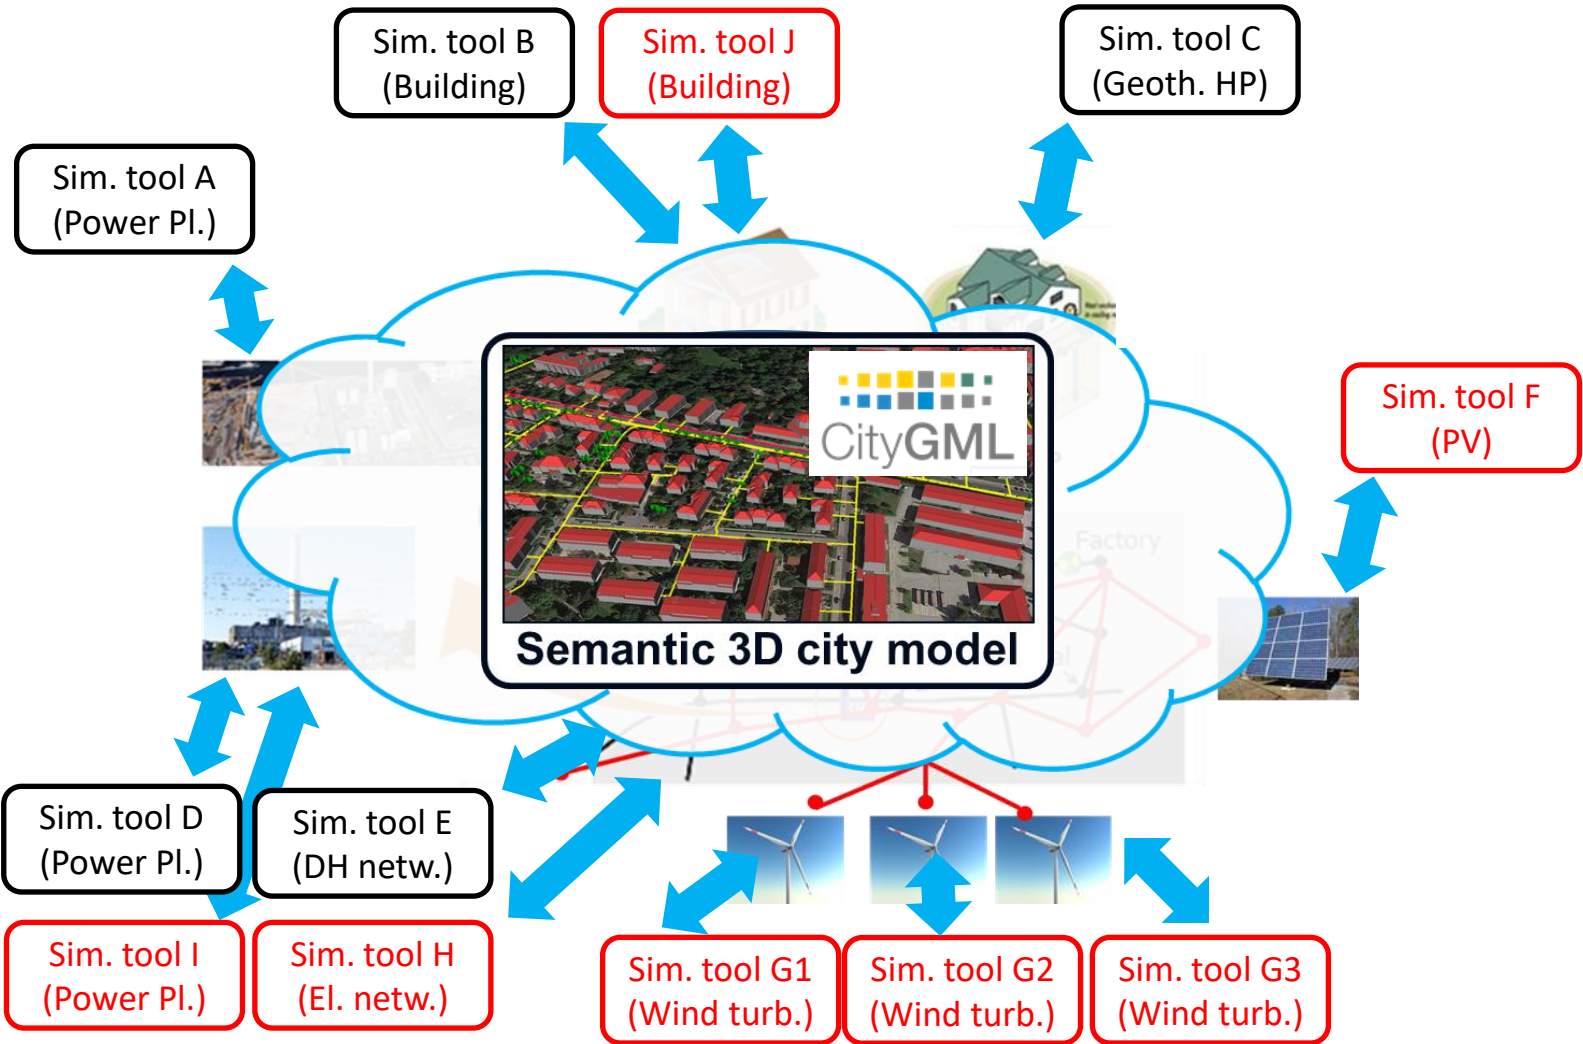 Sim. tool B
(Building)
Sim. tool J
(Building)
Sim. tool C
(Geoth. HP)
Sim. tool A
(Power Pl.)
CityGML
Semantic 3D city model
Sim. tool F
(PV)
Factory
Sim. tool D
(Power Pl.)
Sim. tool E
(DH netw.)
Sim. tool I
(Power Pl.)
Sim. tool H
(El. netw.)
Sim. tool G1
(Wind turb.)
Sim. tool G2
(Wind turb.)
Sim. tool G3
(Wind turb.)